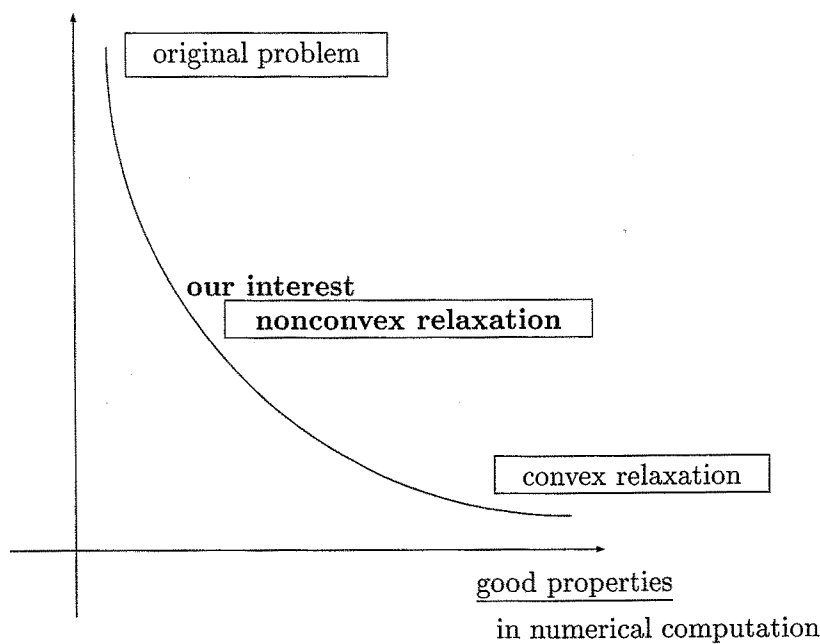 original problem
our interest
nonconvex relaxation
convex relaxation
good properties
in numerical computation